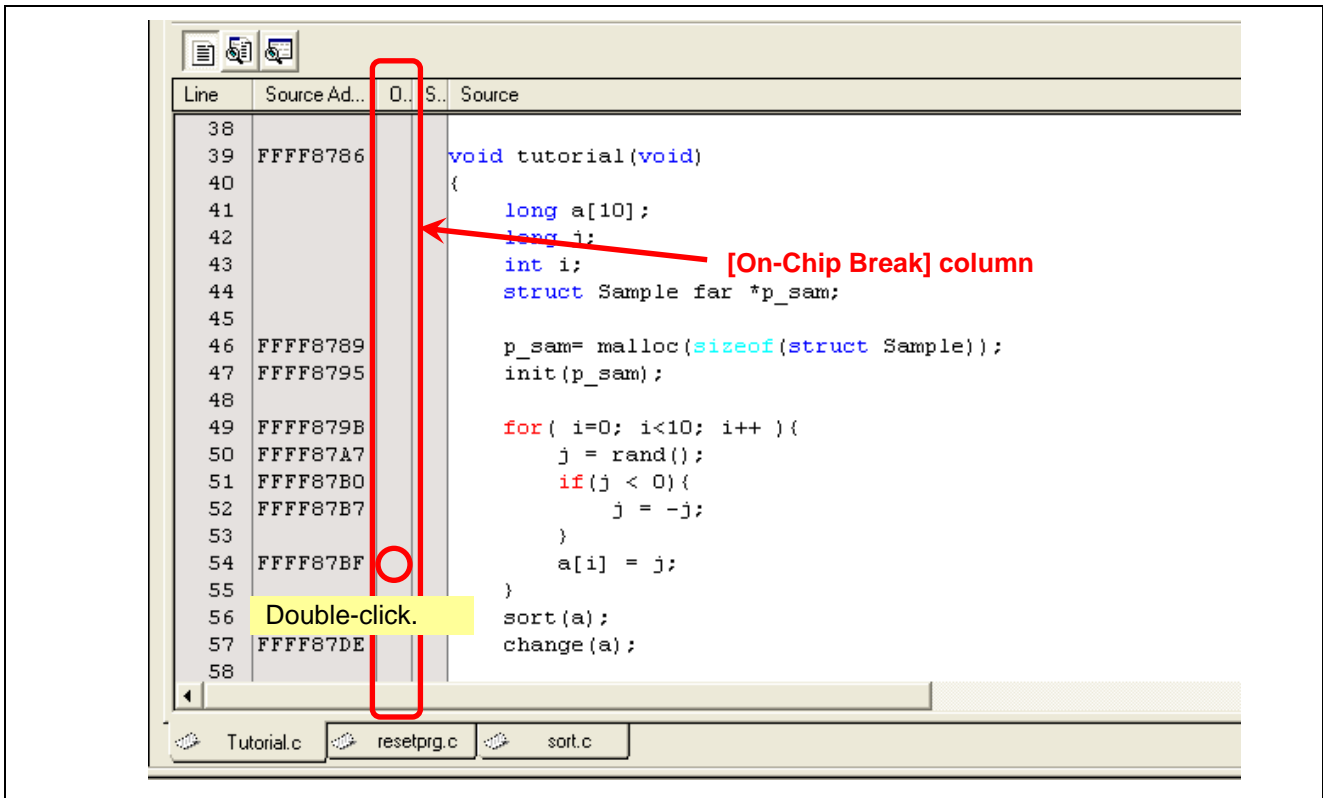 Line Source Ad... O.. S.. Source
38
39 FFFF8786 void tutorial(void)
40 {
41 long a[10];
42 long j;
43 int i;
[On-Chip Break] column
44 struct Sample far *p_sam;
45
46 FFFF8789 p_sam= malloc(sizeof(struct Sample));
47 FFFF8795 init(p_sam);
48
49 FFFF879B for( i=0; i<10; i++ ){
50 FFFF87A7 j = rand();
51 FFFF87B0 if(j < 0){
52 FFFF87B7 j = -j;
53 }
54 FFFF87BF a[i] = j;
55 }
56 Double-click. sort(a);
57 FFFF87DE change(a);
58
Tutorial.c resetprg.c sort.c